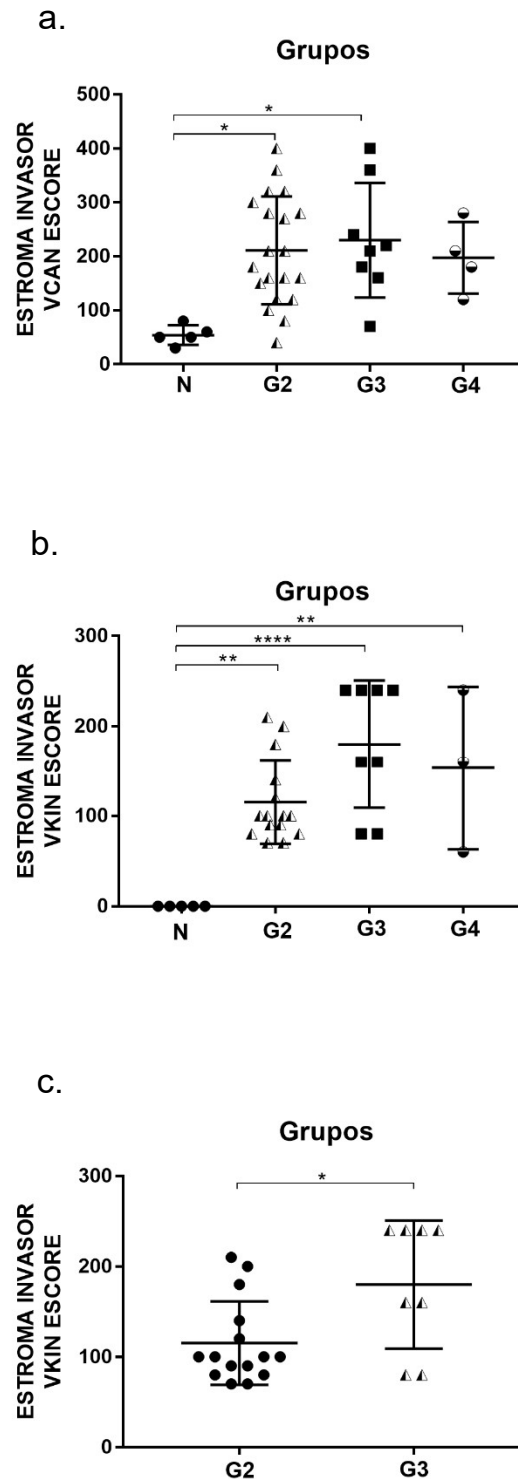 a.
Grupos
500
400
300
200
100
0
ESTROMA INVASOR
VCAN ESCORE
*
*
N G2 G3 G4
b.
Grupos
300
200
100
0
ESTROMA INVASOR
VKIN ESCORE
**
****
**
N G2 G3 G4
c.
Grupos
300
200
100
0
ESTROMA INVASOR
VKIN ESCORE
*
G2 G3